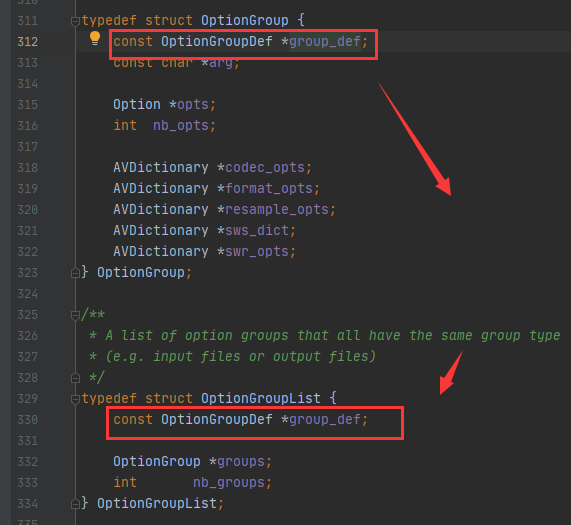 311 typedef struct OptionGroup {
312 const OptionGroupDef *group_def;
313 const char *arg;
314
315 Option *opts;
316 int  nb_opts;
317
318 AVDictionary *codec_opts;
319 AVDictionary *format_opts;
320 AVDictionary *resample_opts;
321 AVDictionary *sws_dict;
322 AVDictionary *swr_opts;
323 } OptionGroup;
324
325 /**
326 * A list of option groups that all have the same group type
327 * (e.g. input files or output files)
328 */
329 typedef struct OptionGroupList {
330 const OptionGroupDef *group_def;
331
332 OptionGroup *groups;
333 int       nb_groups;
334 } OptionGroupList;